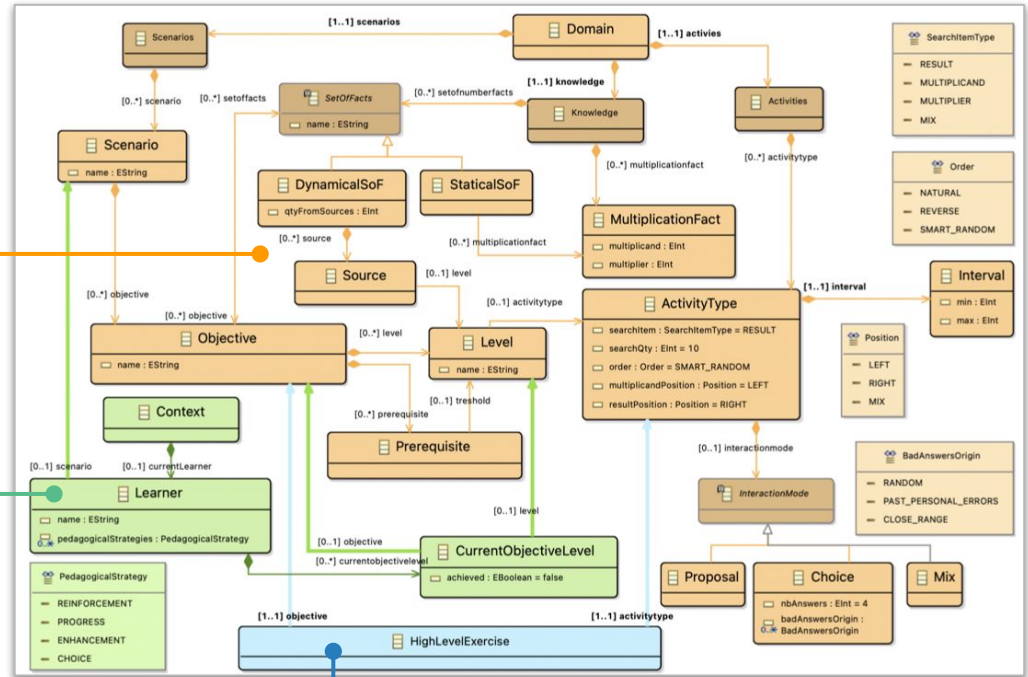 [1..1] scenarios
Domain
[1..1] activies
Scenarios
SearchItemType
RESULT
MULTIPLICAND
MULTIPLIER
MIX
[1..1] knowledge
[0..*] scenario
[0..*] setoffacts
SetOfFacts
name : EString
[0..*] setofnumberfacts
Knowledge
Activities
Scenario
name : EString
[0..*] activitytype
[0..*] multiplicationfact
Order
NATURAL
REVERSE
SMART_RANDOM
DynamicalSoF
qtyFromSources : EInt
StaticalSoF
MultiplicationFact
multiplicand : EInt
multiplier : EInt
[0..*] source
[0..*] multiplicationfact
Source
[0..1] level
[0..*] objective
[0..*] objective
[0..1] activitytype
ActivityType
searchItem : SearchItemType = RESULT
searchQty : EInt = 10
order : Order = SMART_RANDOM
multiplicandPosition : Position = LEFT
resultPosition : Position = RIGHT
[1..1] interval
Interval
min : EInt
max : EInt
Objective
name : EString
[0..*] level
Level
name : EString
Position
LEFT
RIGHT
MIX
[0..1] treshold
[0..*] prerequisite
Prerequisite
Context
[0..1] scenario
[0..1] currentLearner
[0..1] interactionmode
BadAnswersOrigin
RANDOM
PAST_PERSONAL_ERRORS
CLOSE_RANGE
Learner
name : EString
pedagogicalStrategies : PedagogicalStrategy
InteractionMode
[0..1] level
[0..1] objective
[0..*] currentobjectivelevel
CurrentObjectiveLevel
achieved : EBoolean = false
PedagogicalStrategy
REINFORCEMENT
PROGRESS
ENHANCEMENT
CHOICE
Proposal
Choice
nbAnswers : EInt = 4
badAnswersOrigin :
BadAnswersOrigin
Mix
[1..1] objective
[1..1] activitytype
HighLevelExercise